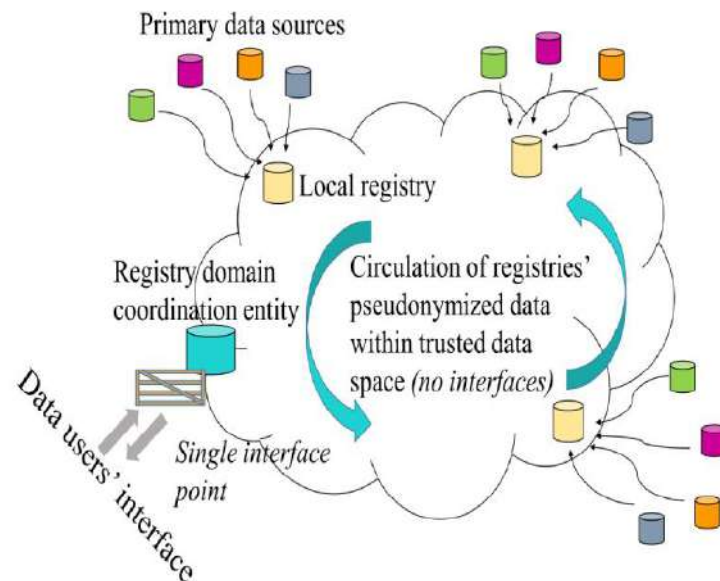 Primary data sources
Local registry
Registry domain
coordination entity
Circulation of registries’
pseudonymized data
within trusted data
space (no interfaces)
Single interface
point
Data users’ interface